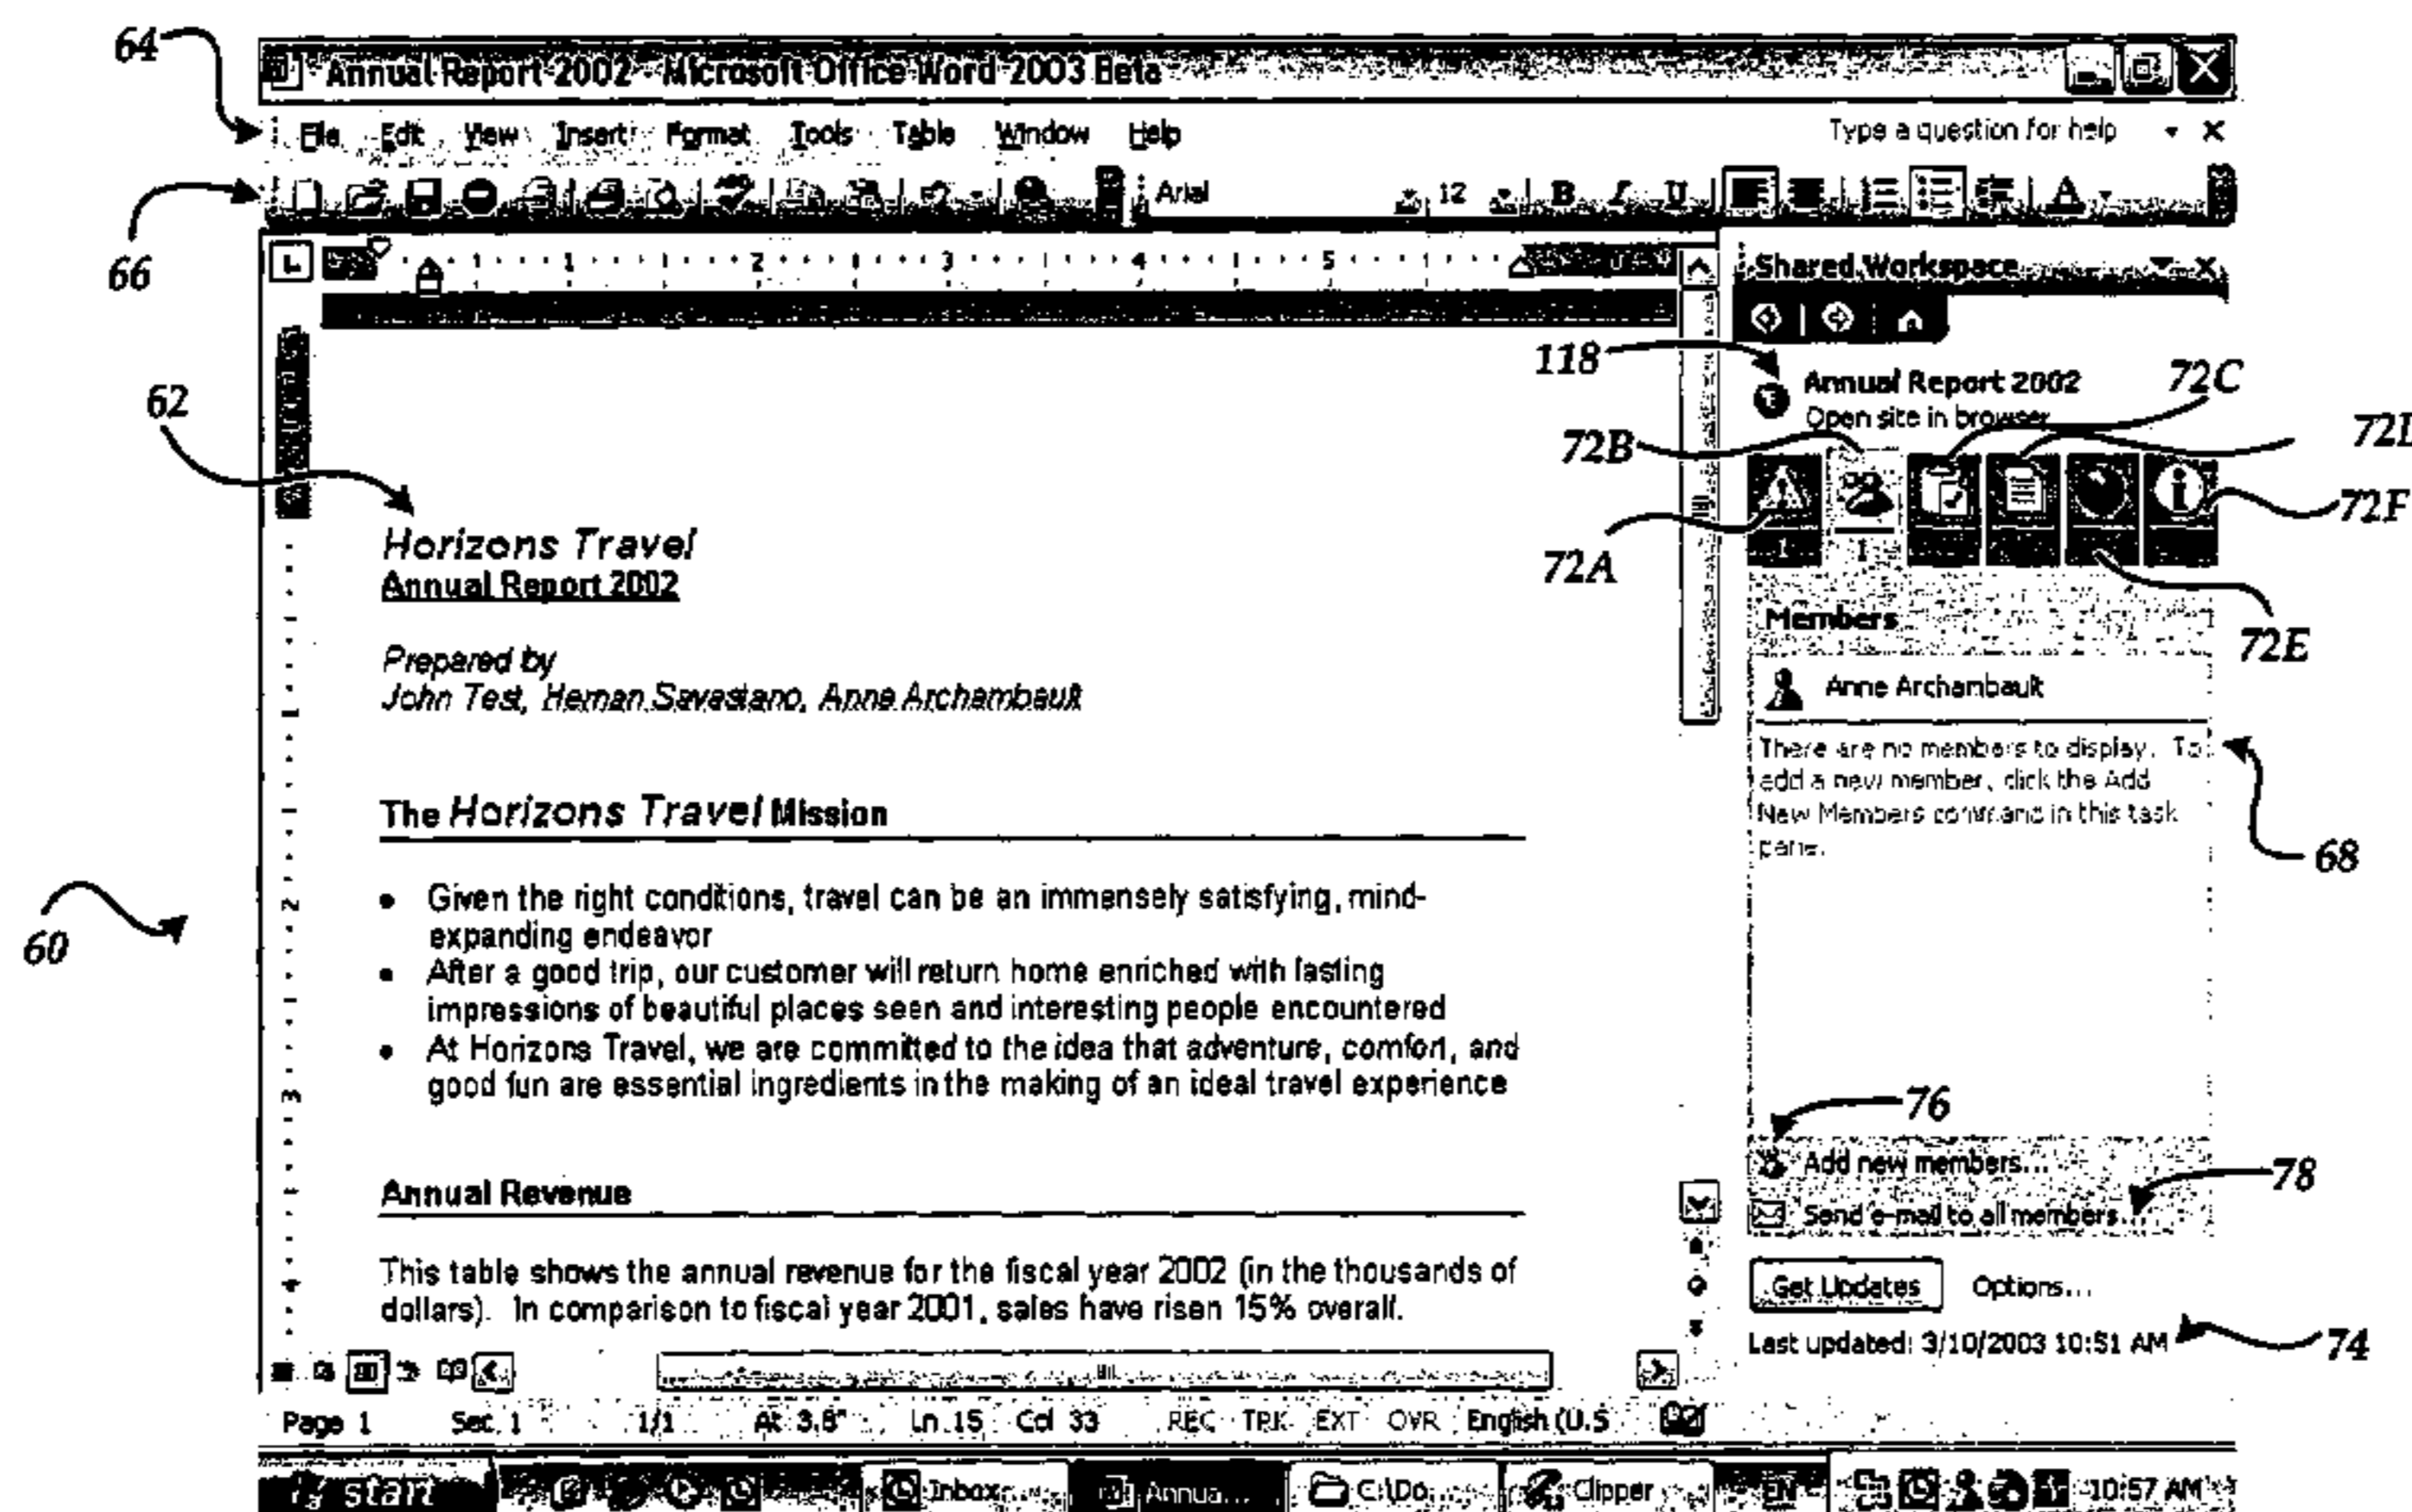 64
Annual Report 2002 - Microsoft Office Word 2003 Beta
File Edit View Insert Format Tools Table Window Help
Type a question for help
66
Arial 12 B I U A
L 1 2 3 4 5
Shared Workspace
118
Annual Report 2002
Open site in browser
72C
62
72B
72F
72A
1 1
72E
Horizons Travel
Annual Report 2002
Members
Prepared by
John Test, Hernan Savastano, Anne Archambault
Anne Archambault
There are no members to display. To
add a new member, click the Add
New Members command in this task
pane.
68
The Horizons Travel Mission
60
• Given the right conditions, travel can be an immensely satisfying, mind-
expanding endeavor
• After a good trip, our customer will return home enriched with lasting
impressions of beautiful places seen and interesting people encountered
• At Horizons Travel, we are committed to the idea that adventure, comfort, and
good fun are essential ingredients in the making of an ideal travel experience
76
Add new members...
78
Send e-mail to all members...
Annual Revenue
This table shows the annual revenue for the fiscal year 2002 (in the thousands of
dollars). In comparison to fiscal year 2001, sales have risen 15% overall.
Get Updates Options...
Last updated: 3/10/2003 10:51 AM
74
Page 1 Sec 1 1/1 At 3.8" Ln 15 Col 33 REC TRK EXT OVR English (U.S
start Inbox Annua... C:\Do... Clipper EN 10:57 AM